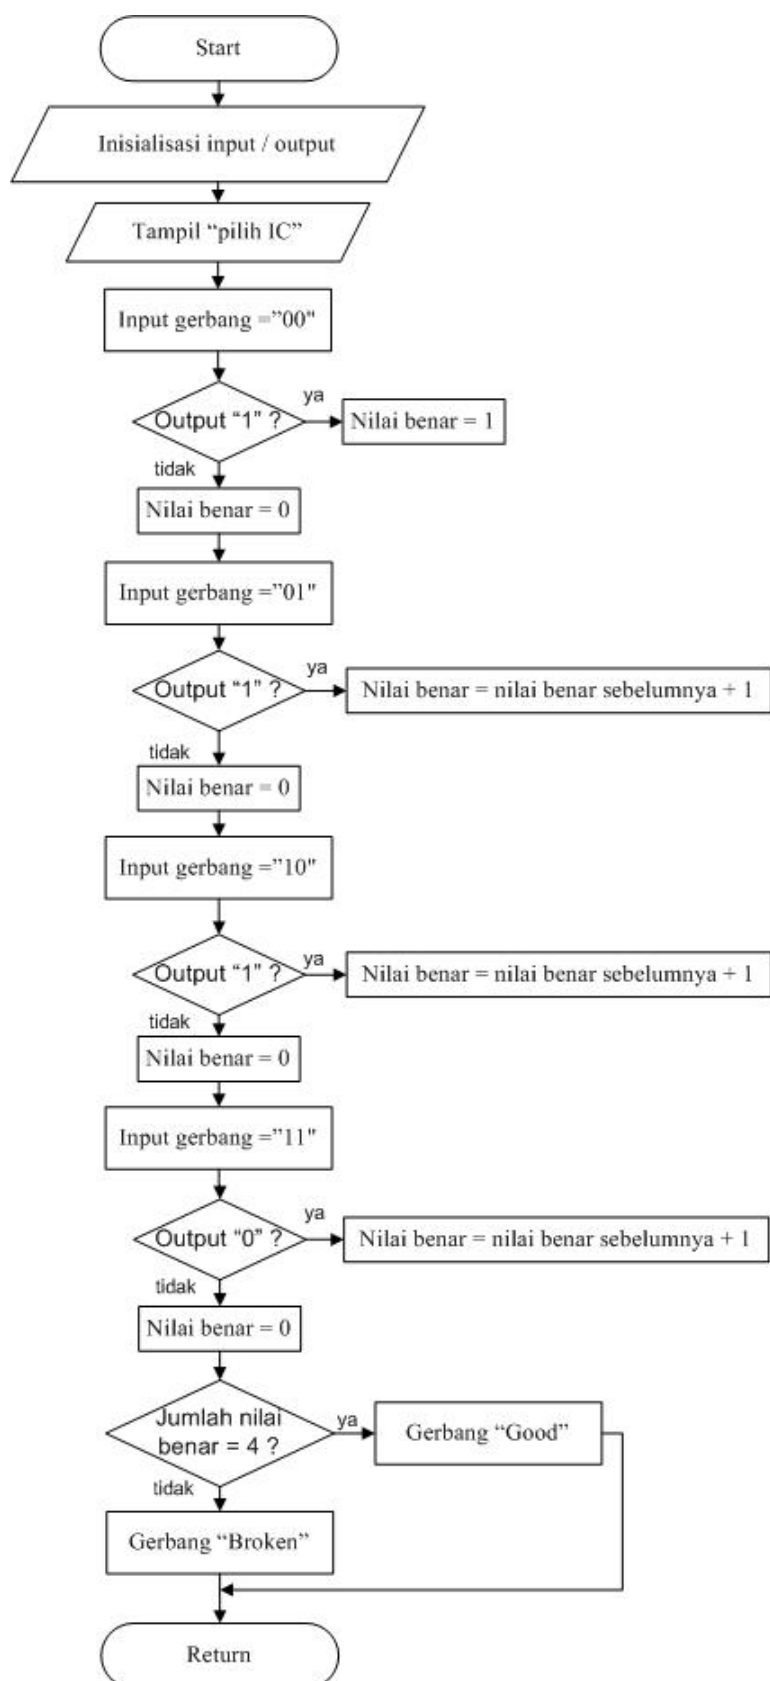 Start
Inisialisasi input / output
Tampil “pilih IC”
Input gerbang =”00"
Output “1” ?
ya
Nilai benar = 1
tidak
Nilai benar = 0
Input gerbang =”01"
Output “1” ?
ya
Nilai benar = nilai benar sebelumnya + 1
tidak
Nilai benar = 0
Input gerbang =”10"
Output “1” ?
ya
Nilai benar = nilai benar sebelumnya + 1
tidak
Nilai benar = 0
Input gerbang =”11"
Output “0” ?
ya
Nilai benar = nilai benar sebelumnya + 1
tidak
Nilai benar = 0
Jumlah nilai
benar = 4 ?
ya
Gerbang “Good”
tidak
Gerbang “Broken”
Return